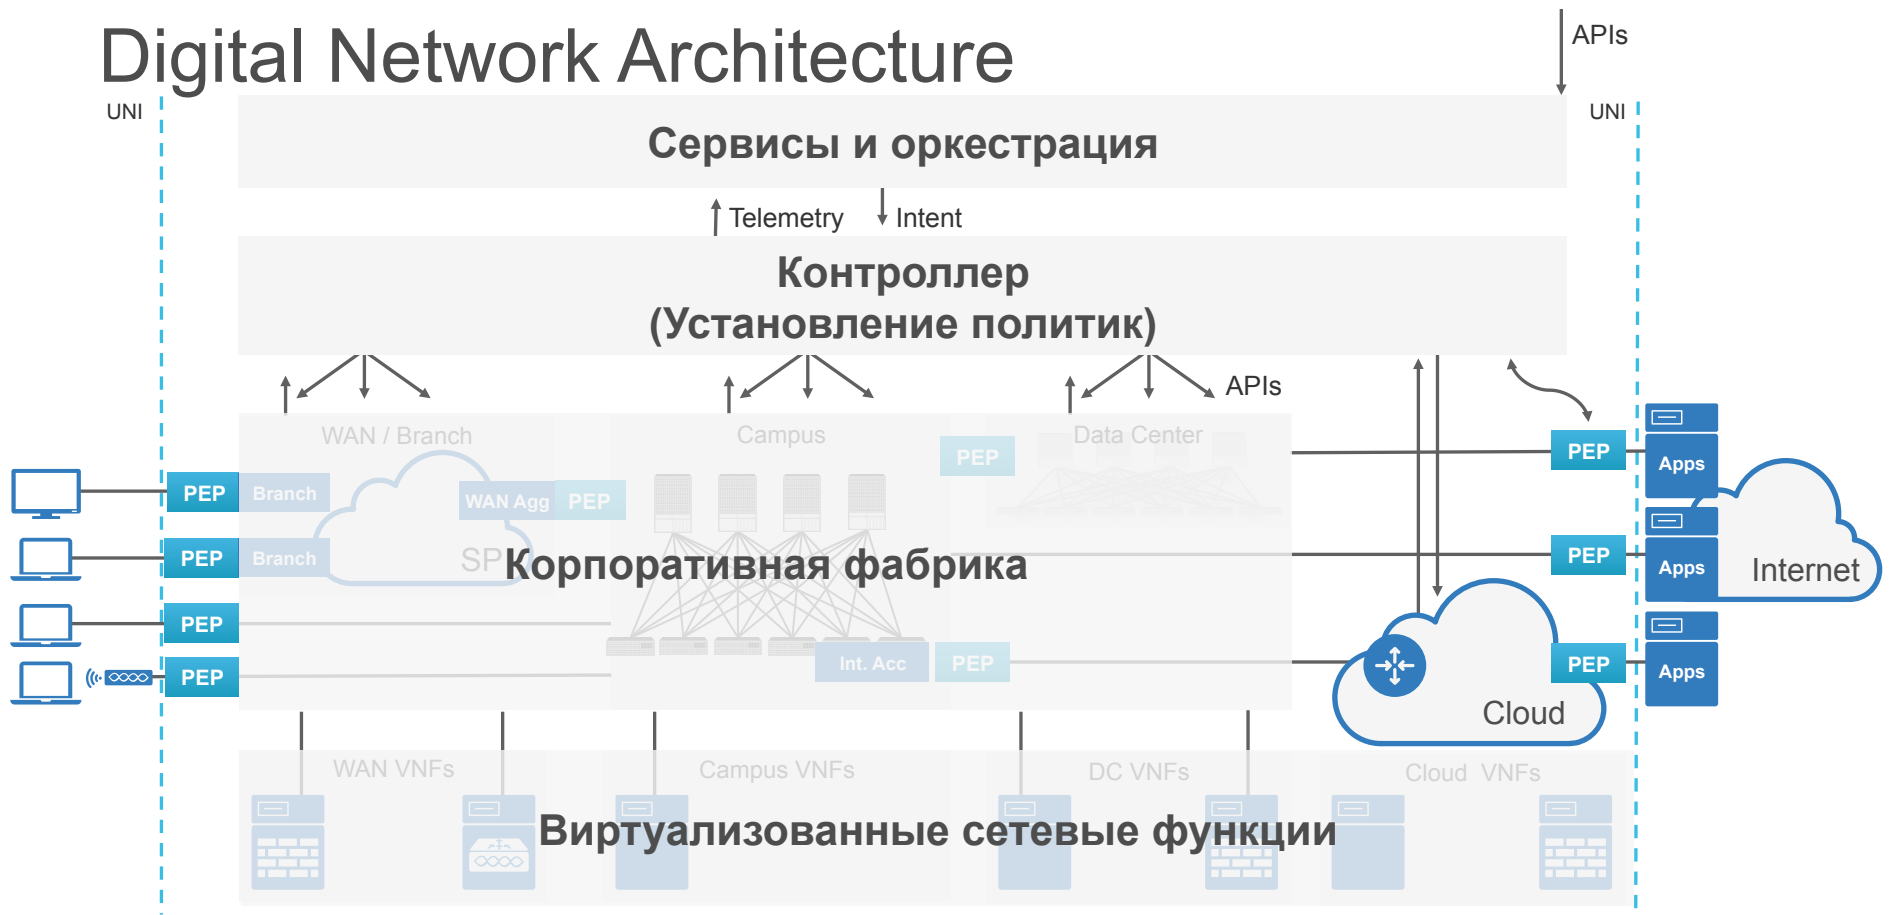 Digital Network Architecture
APIs
UNI
UNI
Сервисы и оркестрация
Telemetry
Intent
Контроллер
(Установление политик)
APIs
WAN / Branch
Campus
Data Center
PEP
PEP
Apps
PEP
Branch
WAN Agg
PEP
PEP
Branch
SP
Корпоративная фабрика
PEP
Apps
Internet
PEP
Int. Acc
PEP
PEP
Apps
PEP
Cloud
WAN VNFs
Campus VNFs
DC VNFs
Cloud VNFs
Виртуализованные сетевые функции